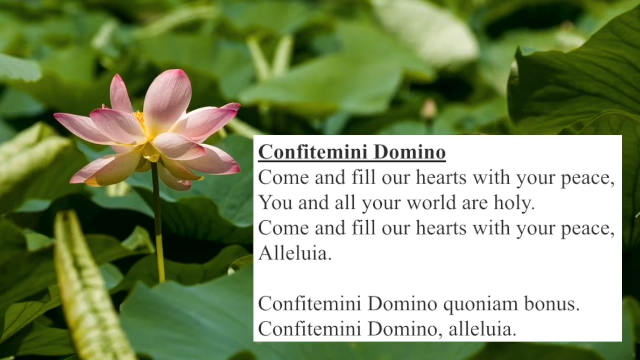 Confitemini Domino
Come and fill our hearts with your peace,
You and all your world are holy.
Come and fill our hearts with your peace,
Alleluia.
Confitemini Domino quoniam bonus.
Confitemini Domino, alleluia.